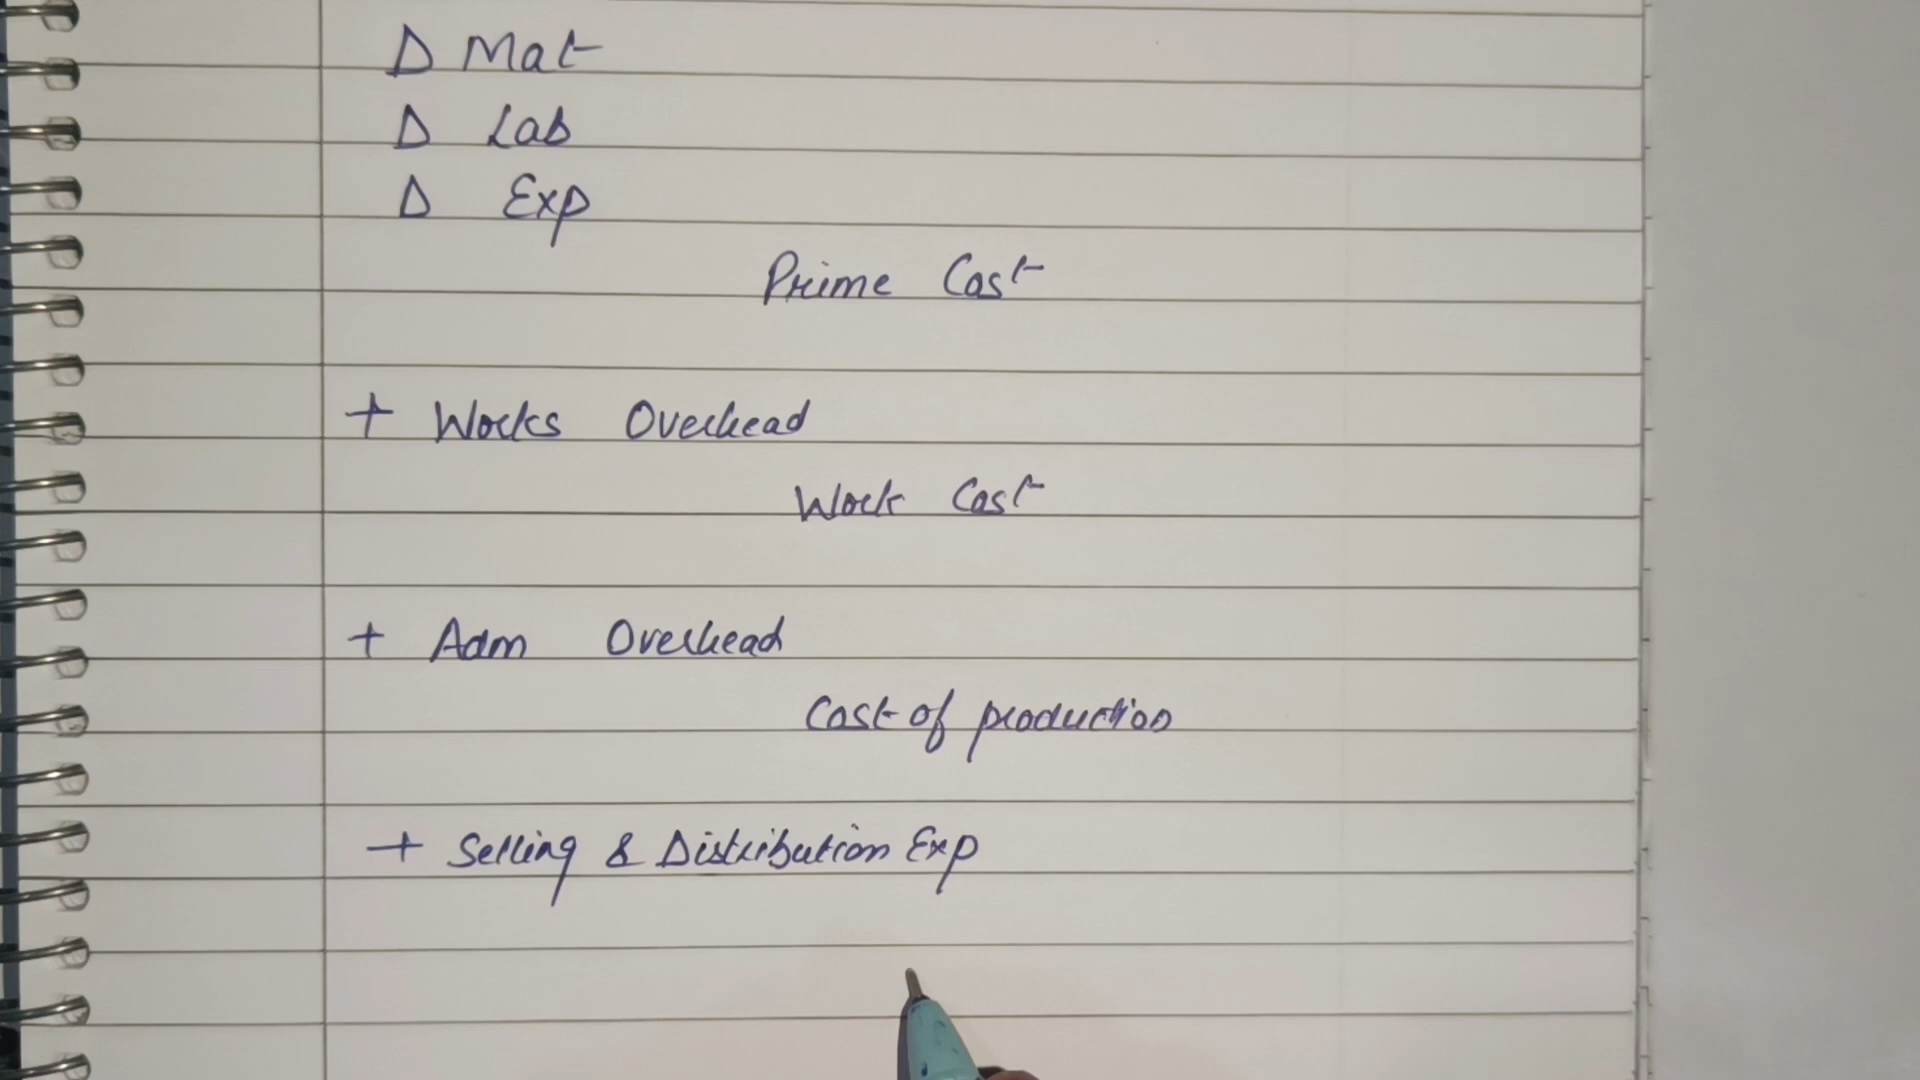 D Mat
D Lab
D Exp
Prime Cost
+ Works Overhead
Work Cost
+ Adm Overhead
Cost of production
+ Selling & Distribution Exp